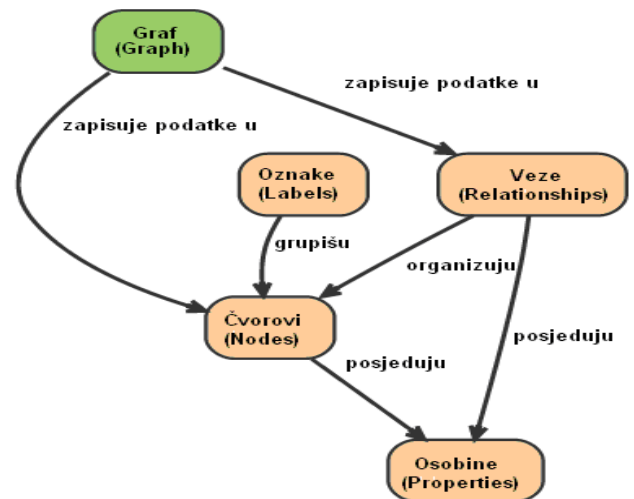 Graf
(Graph)
zapisuje podatke u
zapisuje podatke u
Oznake
(Labels)
Veze
(Relationships)
grupišu
organizuju
Čvorovi
(Nodes)
posjeduju
posjeduju
Osobine
(Properties)